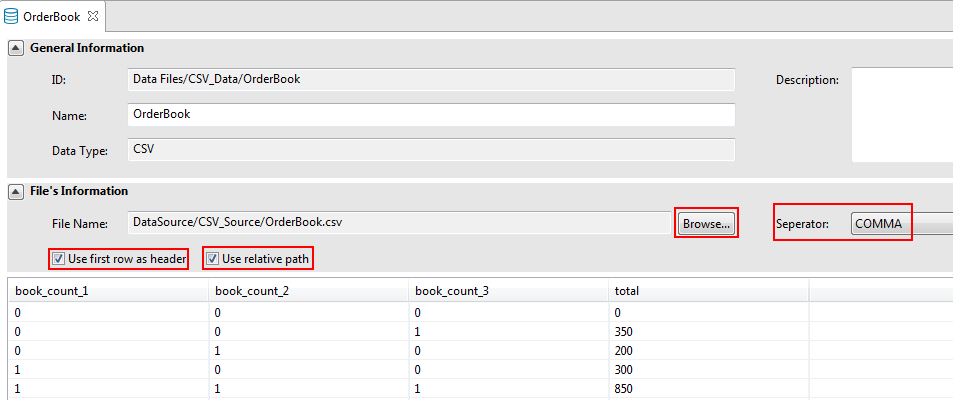 OrderBook
General Information
ID: Data Files/CSV_Data/OrderBook Description:
Name: OrderBook
Data Type: CSV
File's Information
File Name: DataSource/CSV_Source/OrderBook.csv Browse... Seperator: COMMA
Use first row as header Use relative path
book_count_1 book_count_2 book_count_3 total
0 0 0 0
0 0 1 350
0 1 0 200
1 0 0 300
1 1 1 850